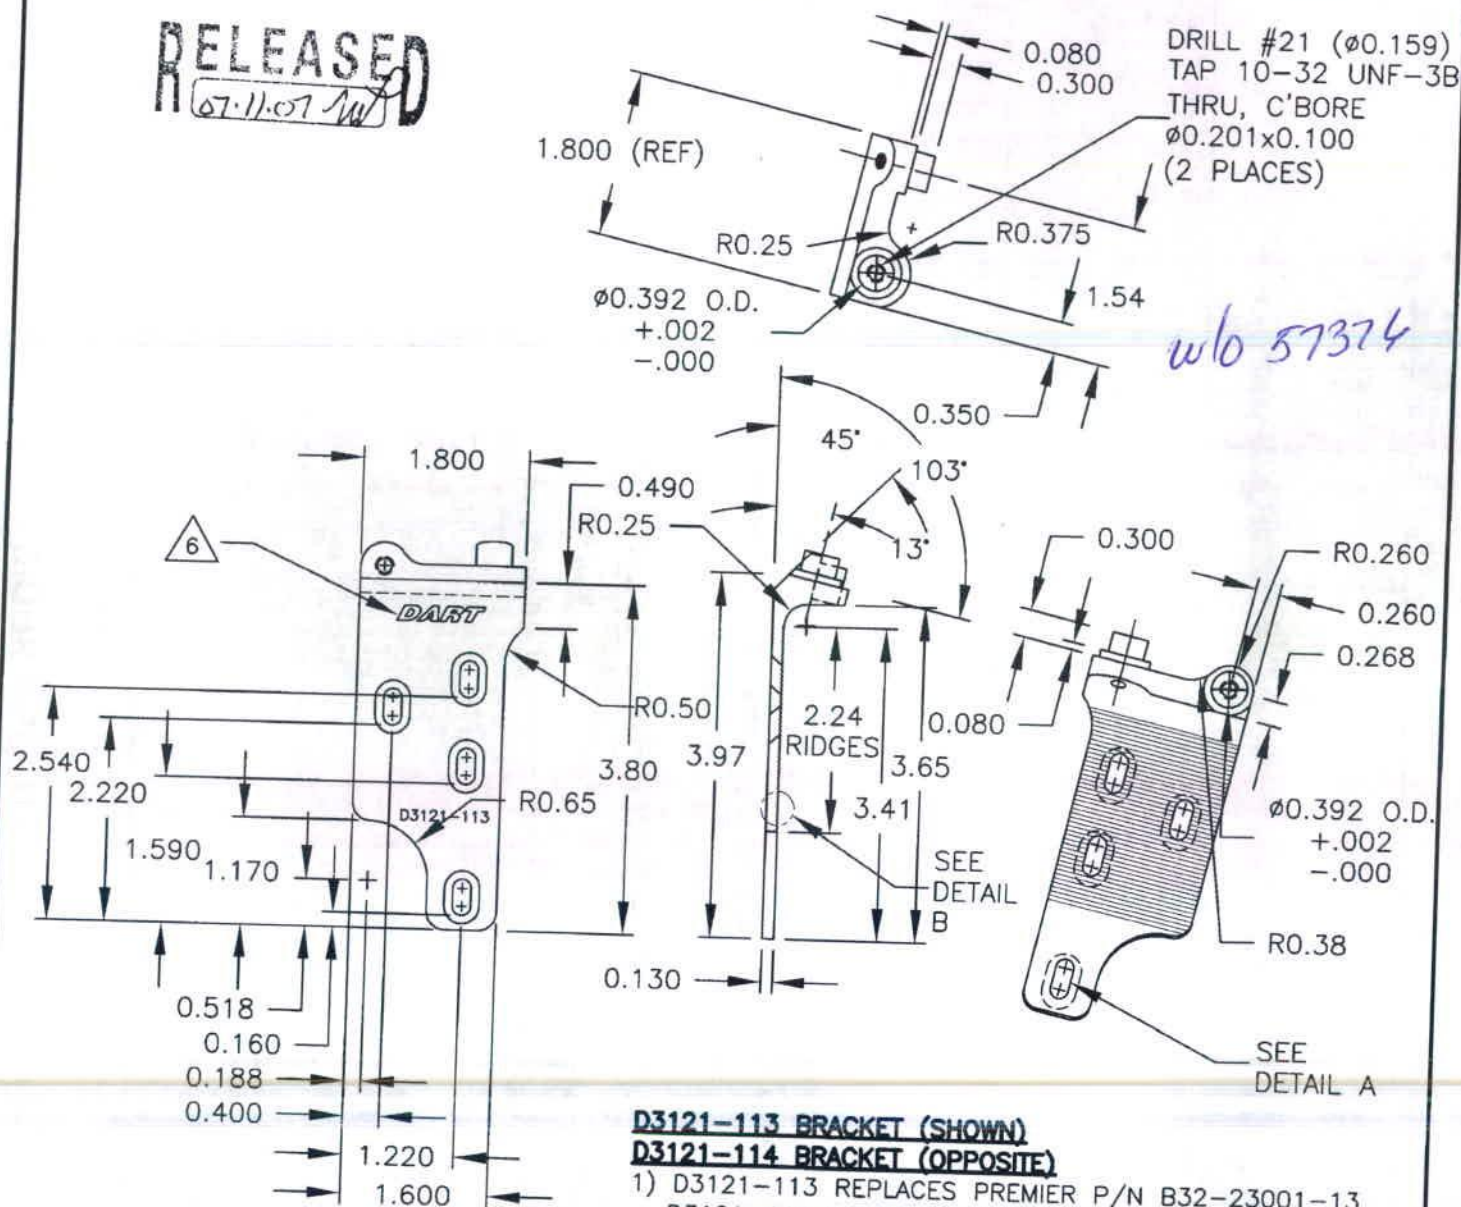 RELEASED
07.11.07
0.080
0.300
DRILL #21 (ø0.159)
TAP 10-32 UNF-3B
THRU, C'BORE
ø0.201x0.100
(2 PLACES)
1.800 (REF)
R0.25
R0.375
ø0.392 O.D.
+.002
-.000
1.54
w/o 57374
0.350
45°
103°
13°
1.800
0.490
R0.25
6
DART
0.300
R0.260
0.260
0.268
R0.50
0.080
2.24
RIDGES
2.540
2.220
3.80
3.97
3.65
3.41
R0.65
D3121-113
1.590
1.170
ø0.392 O.D.
+.002
-.000
SEE
DETAIL
B
R0.38
0.130
0.518
0.160
0.188
0.400
SEE
DETAIL A
1.220
1.600
D3121-113 BRACKET (SHOWN)
D3121-114 BRACKET (OPPOSITE)
1) D3121-113 REPLACES PREMIER P/N B32-23001-13